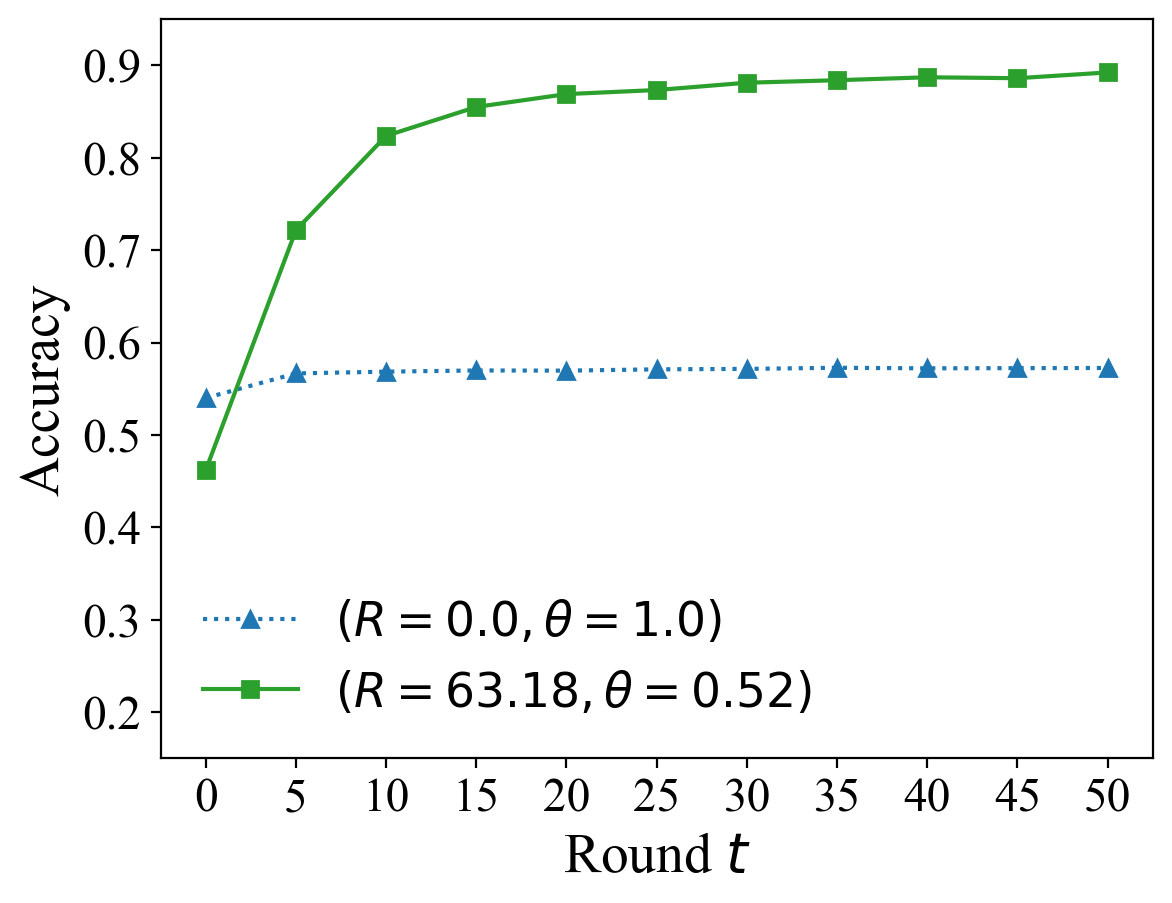 Accuracy
0.9
0.8
0.7
0.6
0.5
0.4
0.3
0.2
(R = 0.0, θ = 1.0)
(R = 63.18, θ = 0.52)
0 5 10 15 20 25 30 35 40 45 50
Round t